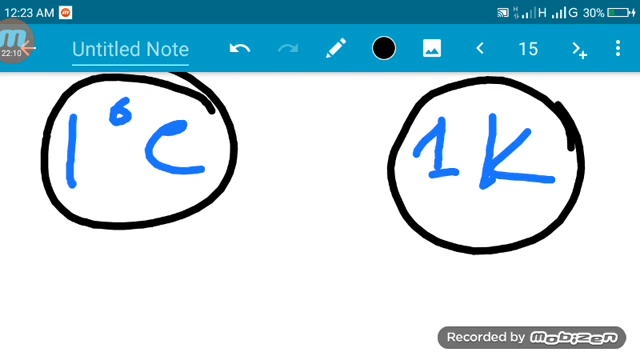 12:23 AM H H G 30%
M 22:10 Untitled Note 15
1°C 1K
Recorded by MOBIZEN